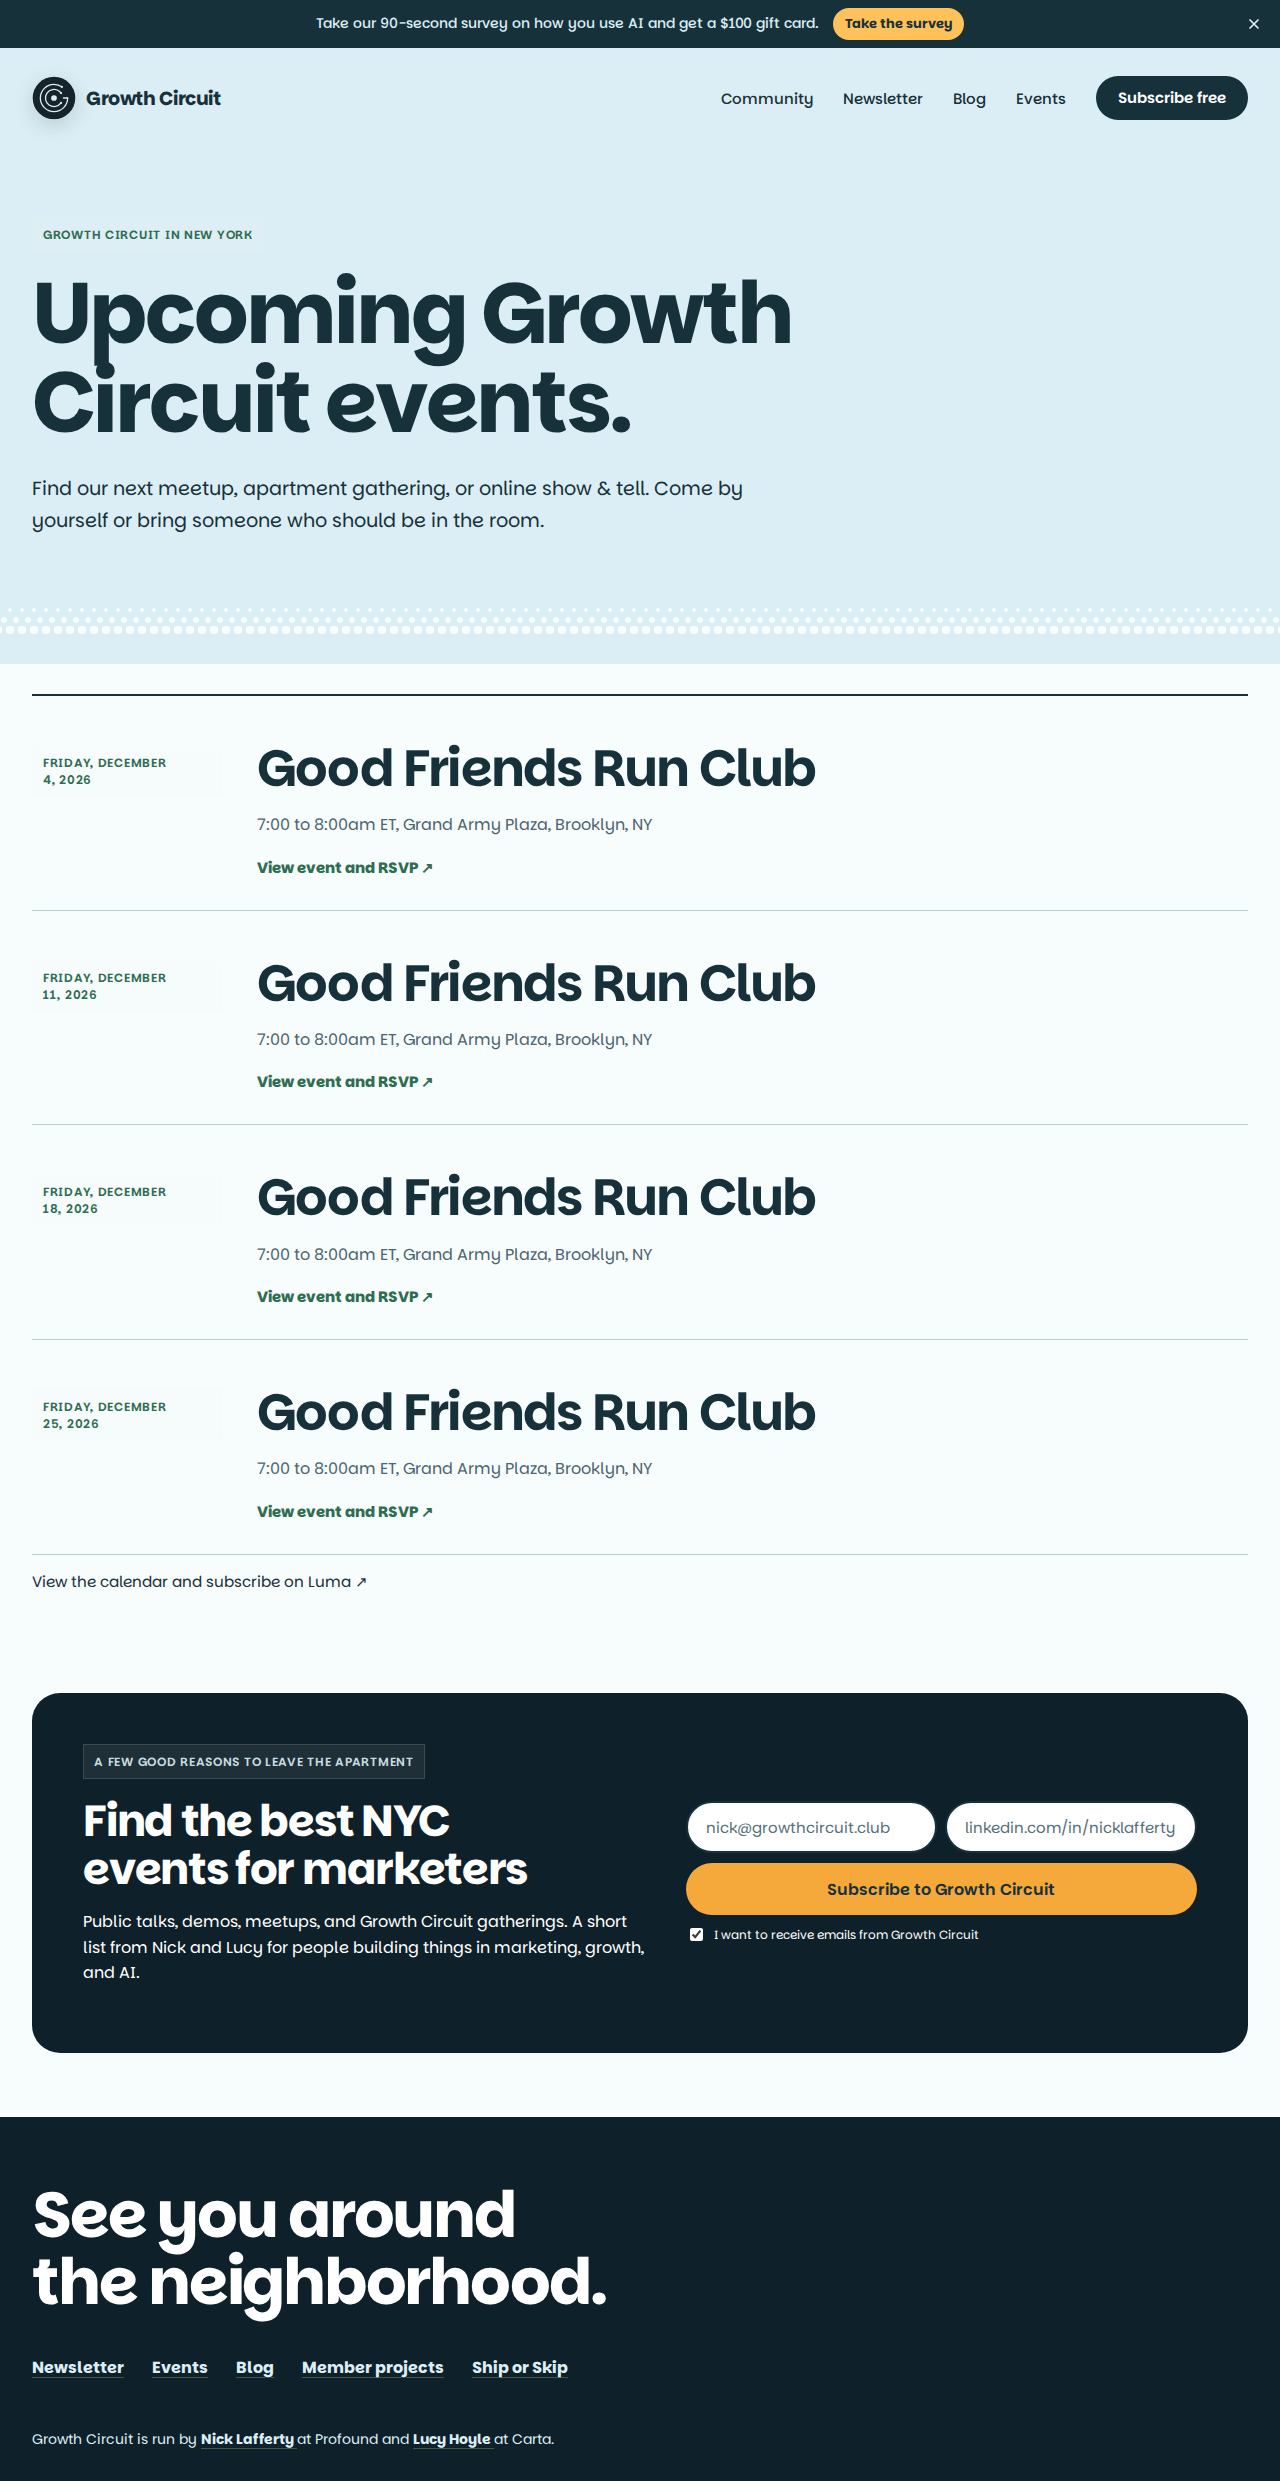 Take our 90-second survey on how you use AI and get a $100 gift card. Take the survey ×
Growth Circuit
Community Newsletter Blog Events Subscribe free
GROWTH CIRCUIT IN NEW YORK
Upcoming Growth
Circuit events.
Find our next meetup, apartment gathering, or online show & tell. Come by
yourself or bring someone who should be in the room.
FRIDAY, DECEMBER
4, 2026
Good Friends Run Club
7:00 to 8:00am ET, Grand Army Plaza, Brooklyn, NY
View event and RSVP ↗
FRIDAY, DECEMBER
11, 2026
Good Friends Run Club
7:00 to 8:00am ET, Grand Army Plaza, Brooklyn, NY
View event and RSVP ↗
FRIDAY, DECEMBER
18, 2026
Good Friends Run Club
7:00 to 8:00am ET, Grand Army Plaza, Brooklyn, NY
View event and RSVP ↗
FRIDAY, DECEMBER
25, 2026
Good Friends Run Club
7:00 to 8:00am ET, Grand Army Plaza, Brooklyn, NY
View event and RSVP ↗
View the calendar and subscribe on Luma ↗
A FEW GOOD REASONS TO LEAVE THE APARTMENT
Find the best NYC
events for marketers
Public talks, demos, meetups, and Growth Circuit gatherings. A short
list from Nick and Lucy for people building things in marketing, growth,
and AI.
nick@growthcircuit.club linkedin.com/in/nicklafferty
Subscribe to Growth Circuit
I want to receive emails from Growth Circuit
See you around
the neighborhood.
Newsletter Events Blog Member projects Ship or Skip
Growth Circuit is run by Nick Lafferty at Profound and Lucy Hoyle at Carta.